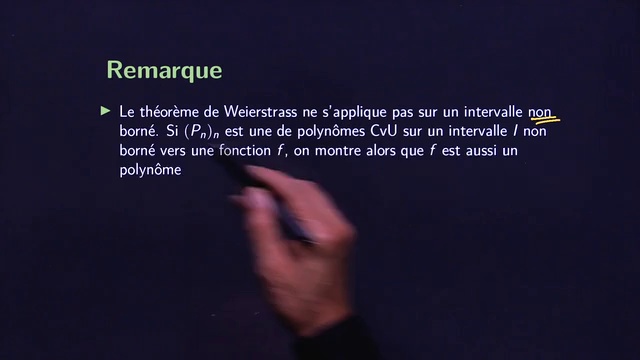 Remarque
Le théorème de Weierstrass ne s'applique pas sur un intervalle non
borné. Si (Pn)n est une de polynômes CvU sur un intervalle I non
borné vers une fonction f, on montre alors que f est aussi un
polynôme